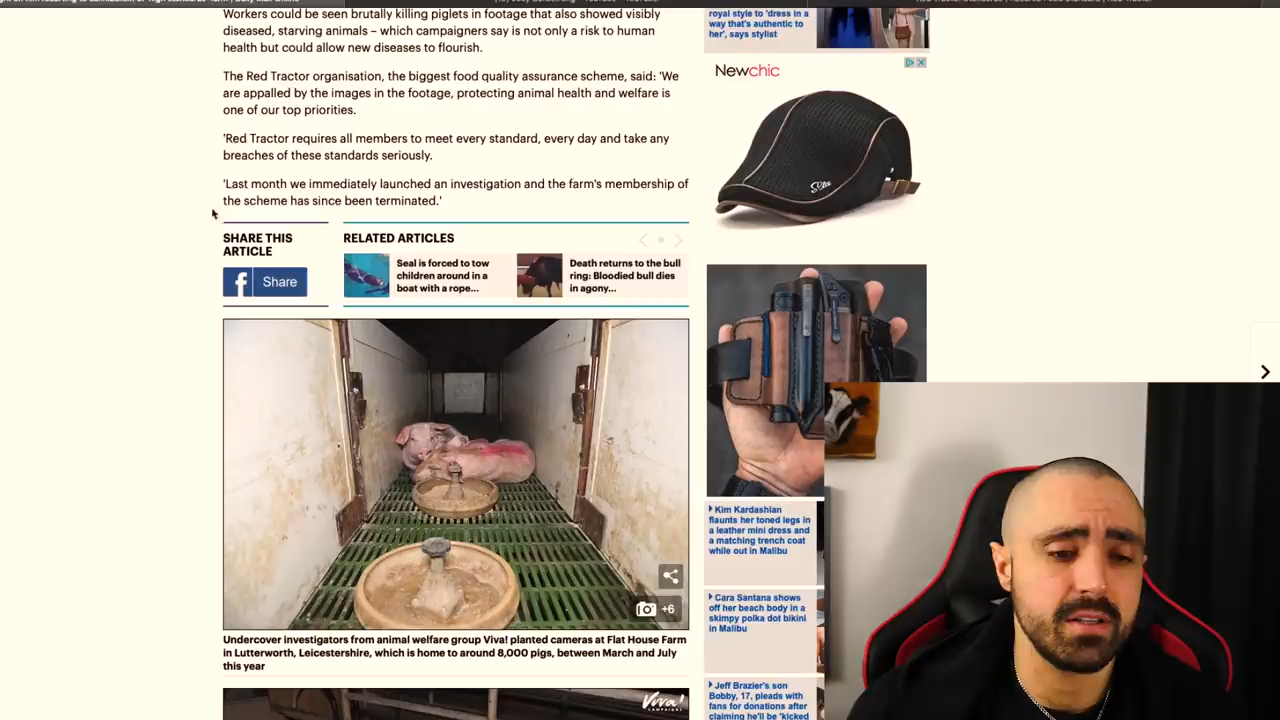 Workers could be seen brutally killing piglets in footage that also showed visibly
diseased, starving animals – which campaigners say is not only a risk to human
health but could allow new diseases to flourish.
The Red Tractor organisation, the biggest food quality assurance scheme, said: 'We
are appalled by the images in the footage, protecting animal health and welfare is
one of our top priorities.
'Red Tractor requires all members to meet every standard, every day and take any
breaches of these standards seriously.
'Last month we immediately launched an investigation and the farm's membership of
the scheme has since been terminated.'
SHARE THIS
ARTICLE
Share
RELATED ARTICLES
Seal is forced to tow
children around in a
boat with a rope...
Death returns to the bull
ring: Bloodied bull dies
in agony...
+6
Undercover investigators from animal welfare group Viva! planted cameras at Flat House Farm
in Lutterworth, Leicestershire, which is home to around 8,000 pigs, between March and July
this year
Viva!
CAMPAIGNS
royal style to 'dress in a
way that's authentic to
her', says stylist
Newchic
Kim Kardashian
flaunts her toned legs in
a leather mini dress and
a matching trench coat
while out in Malibu
Cara Santana shows
off her beach body in a
skimpy polka dot bikini
in Malibu
Jeff Brazier's son
Bobby, 17, pleads with
fans for donations after
claiming he'll be 'kicked